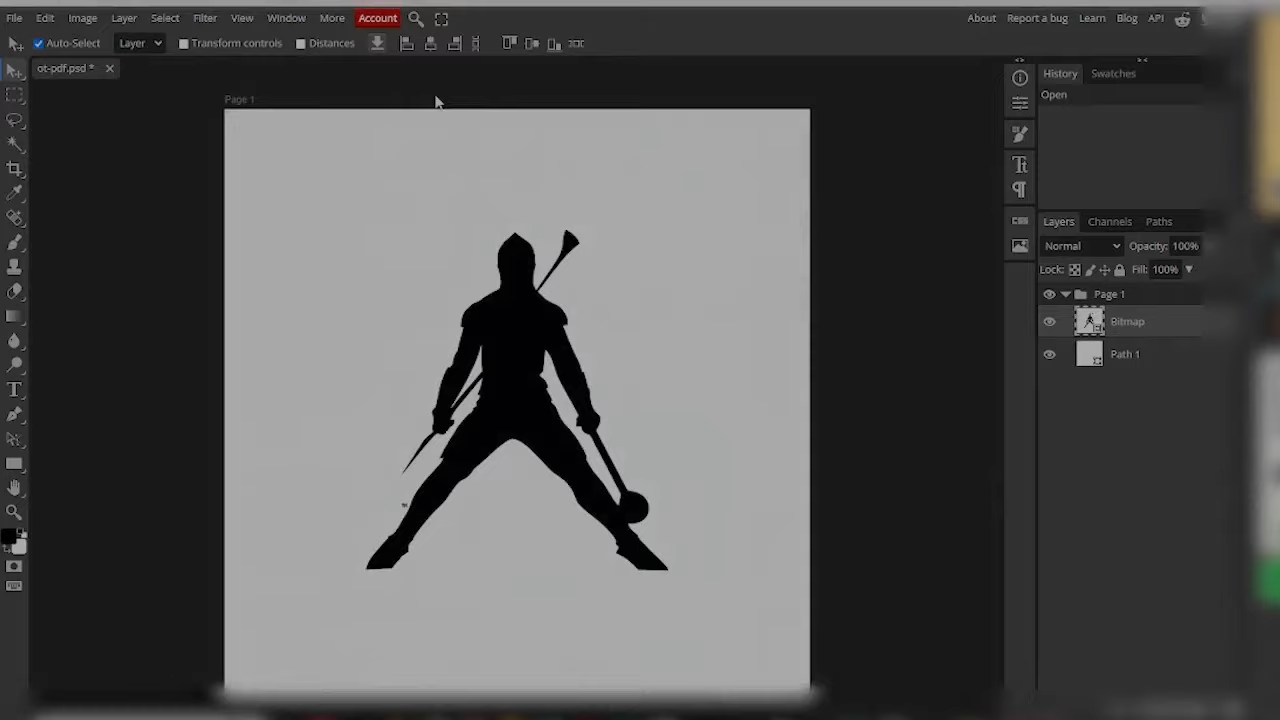 File Edit Image Layer Select Filter View Window More Account About Report a bug Learn Blog API
Auto-Select Layer Transform controls Distances
ot-pdf.psd *
Page 1
History Swatches
Open
Layers Channels Paths
Normal Opacity: 100%
Lock: Fill: 100%
Page 1
Bitmap
Path 1